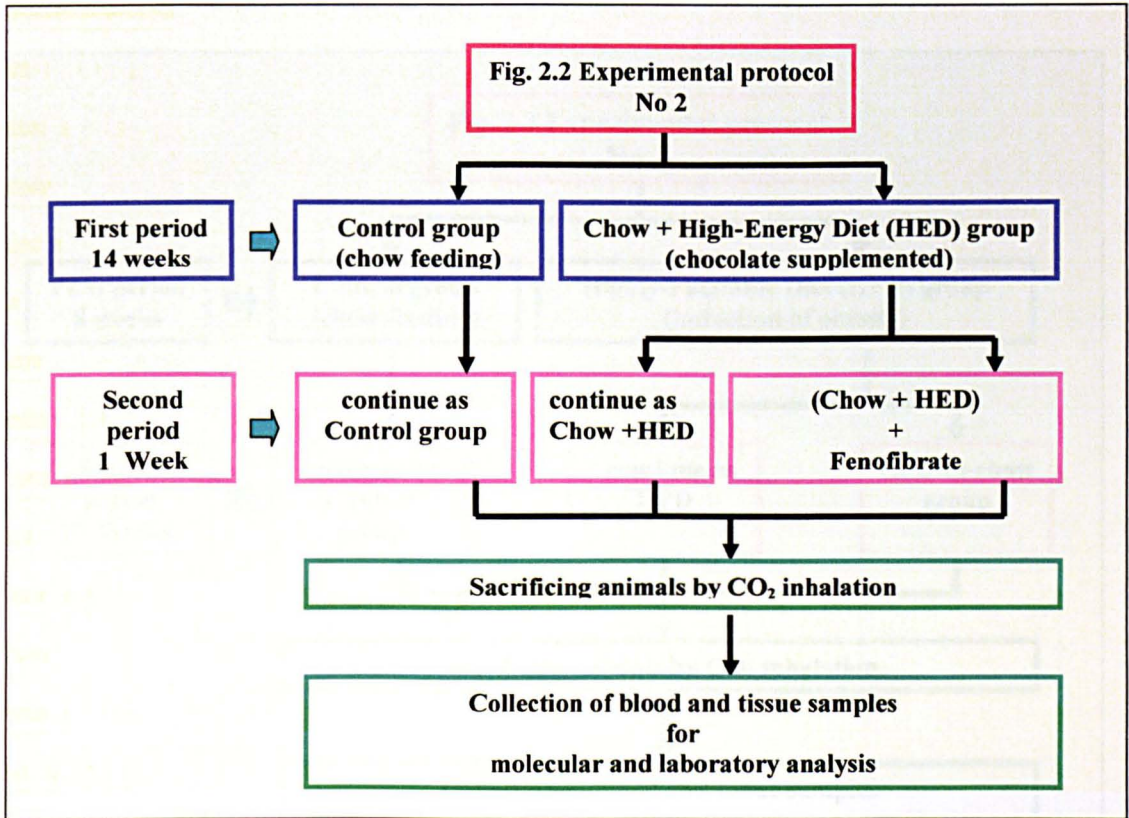 Fig. 2.2 Experimental protocol
No 2
First period
14 weeks
Control group
(chow feeding)
Chow + High-Energy Diet (HED) group
(chocolate supplemented)
Second
period
1 Week
continue as
Control group
continue as
Chow +HED
(Chow + HED)
+
Fenofibrate
Sacrificing animals by CO₂ inhalation
Collection of blood and tissue samples
for
molecular and laboratory analysis